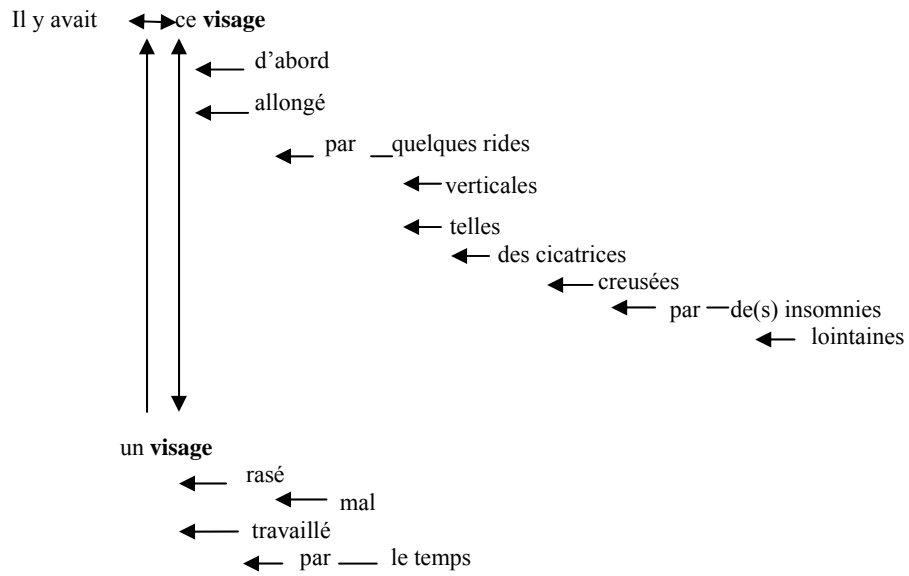 Il y avait ce visage
d’abord
allongé
par quelques rides
verticales
telles
des cicatrices
creusées
par de(s) insomnies
lointaines
un visage
rasé
mal
travaillé
par le temps